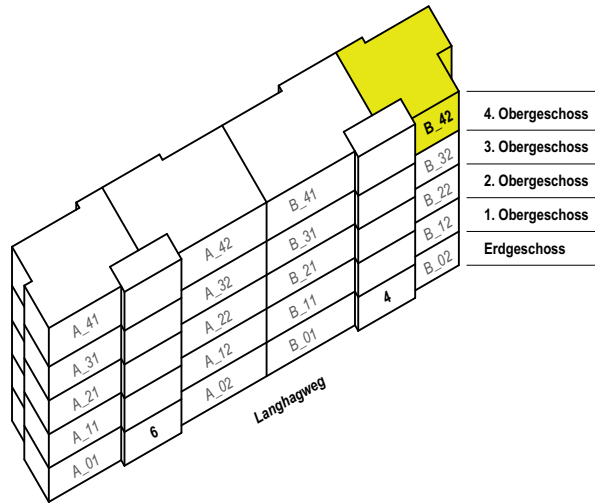 B_42
4. Obergeschoss
B_32
3. Obergeschoss
B_22
2. Obergeschoss
B_12
1. Obergeschoss
B_02
Erdgeschoss
B_41
B_31
B_21
B_11
B_01
4
A_42
A_32
A_22
A_12
A_02
A_41
A_31
A_21
A_11
A_01
6
Langhagweg